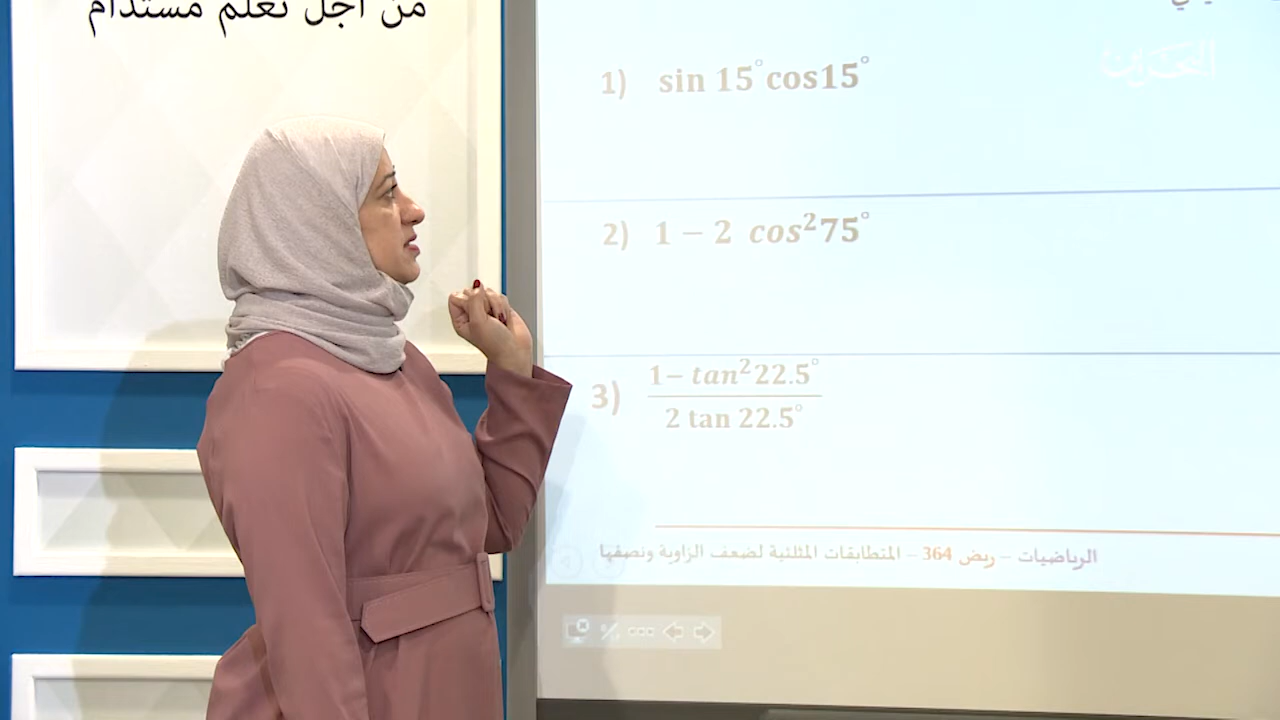 من أجل تعلم مستدام
البحرين
1) sin 15° cos15°
2) 1 − 2 cos²75°
3) 1− tan²22.5°
2 tan 22.5°
الرياضيات – ريض 364 – المتطابقات المثلثية لضعف الزاوية ونصفها